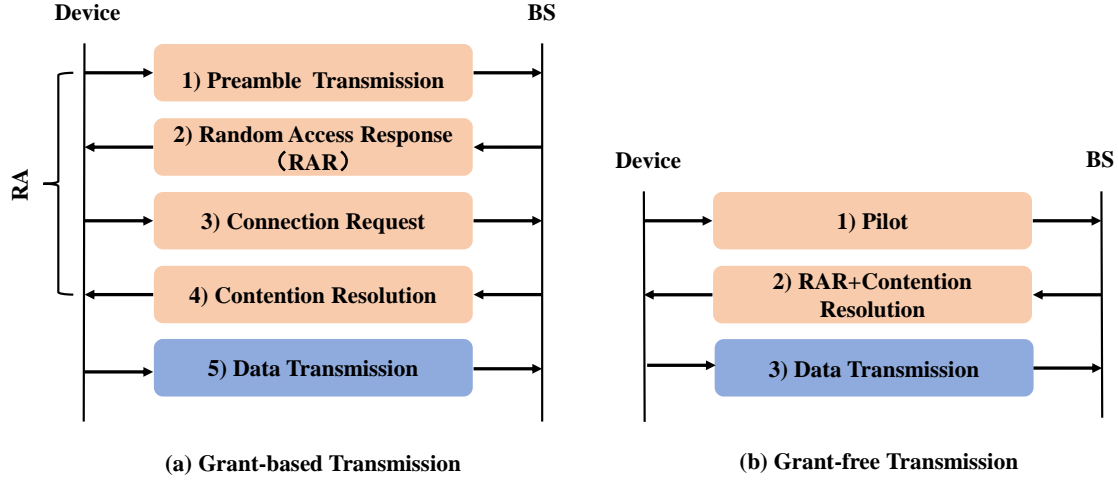 Device
BS
1) Preamble Transmission
2) Random Access Response
（RAR）
3) Connection Request
4) Contention Resolution
5) Data Transmission
RA
(a) Grant-based Transmission
Device
BS
1) Pilot
2) RAR+Contention
Resolution
3) Data Transmission
(b) Grant-free Transmission